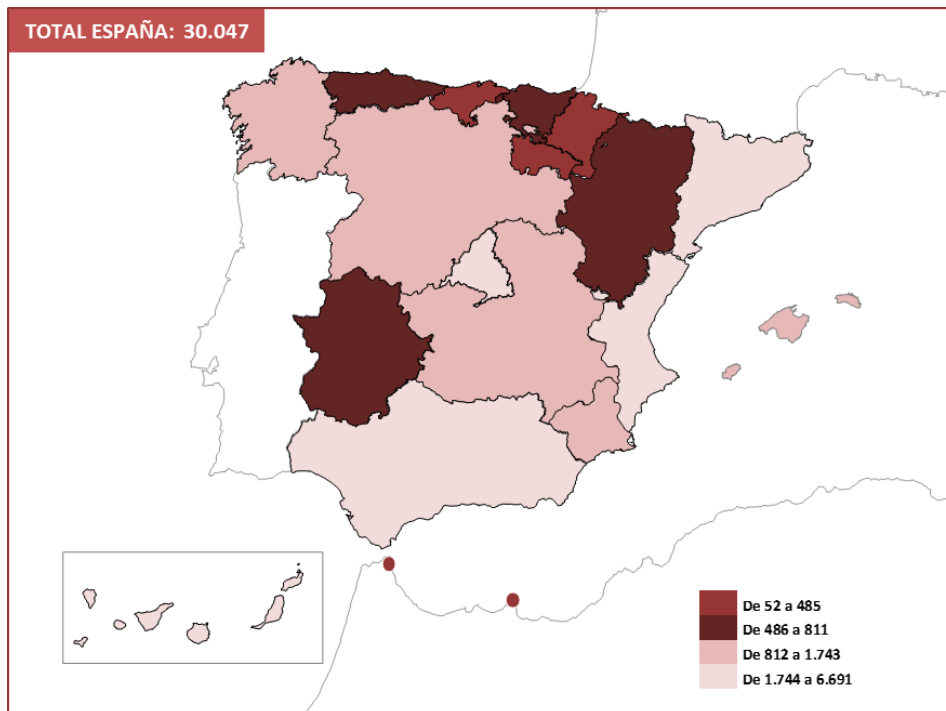 TOTAL ESPAÑA: 30.047
De 52 a 485
De 486 a 811
De 812 a 1.743
De 1.744 a 6.691